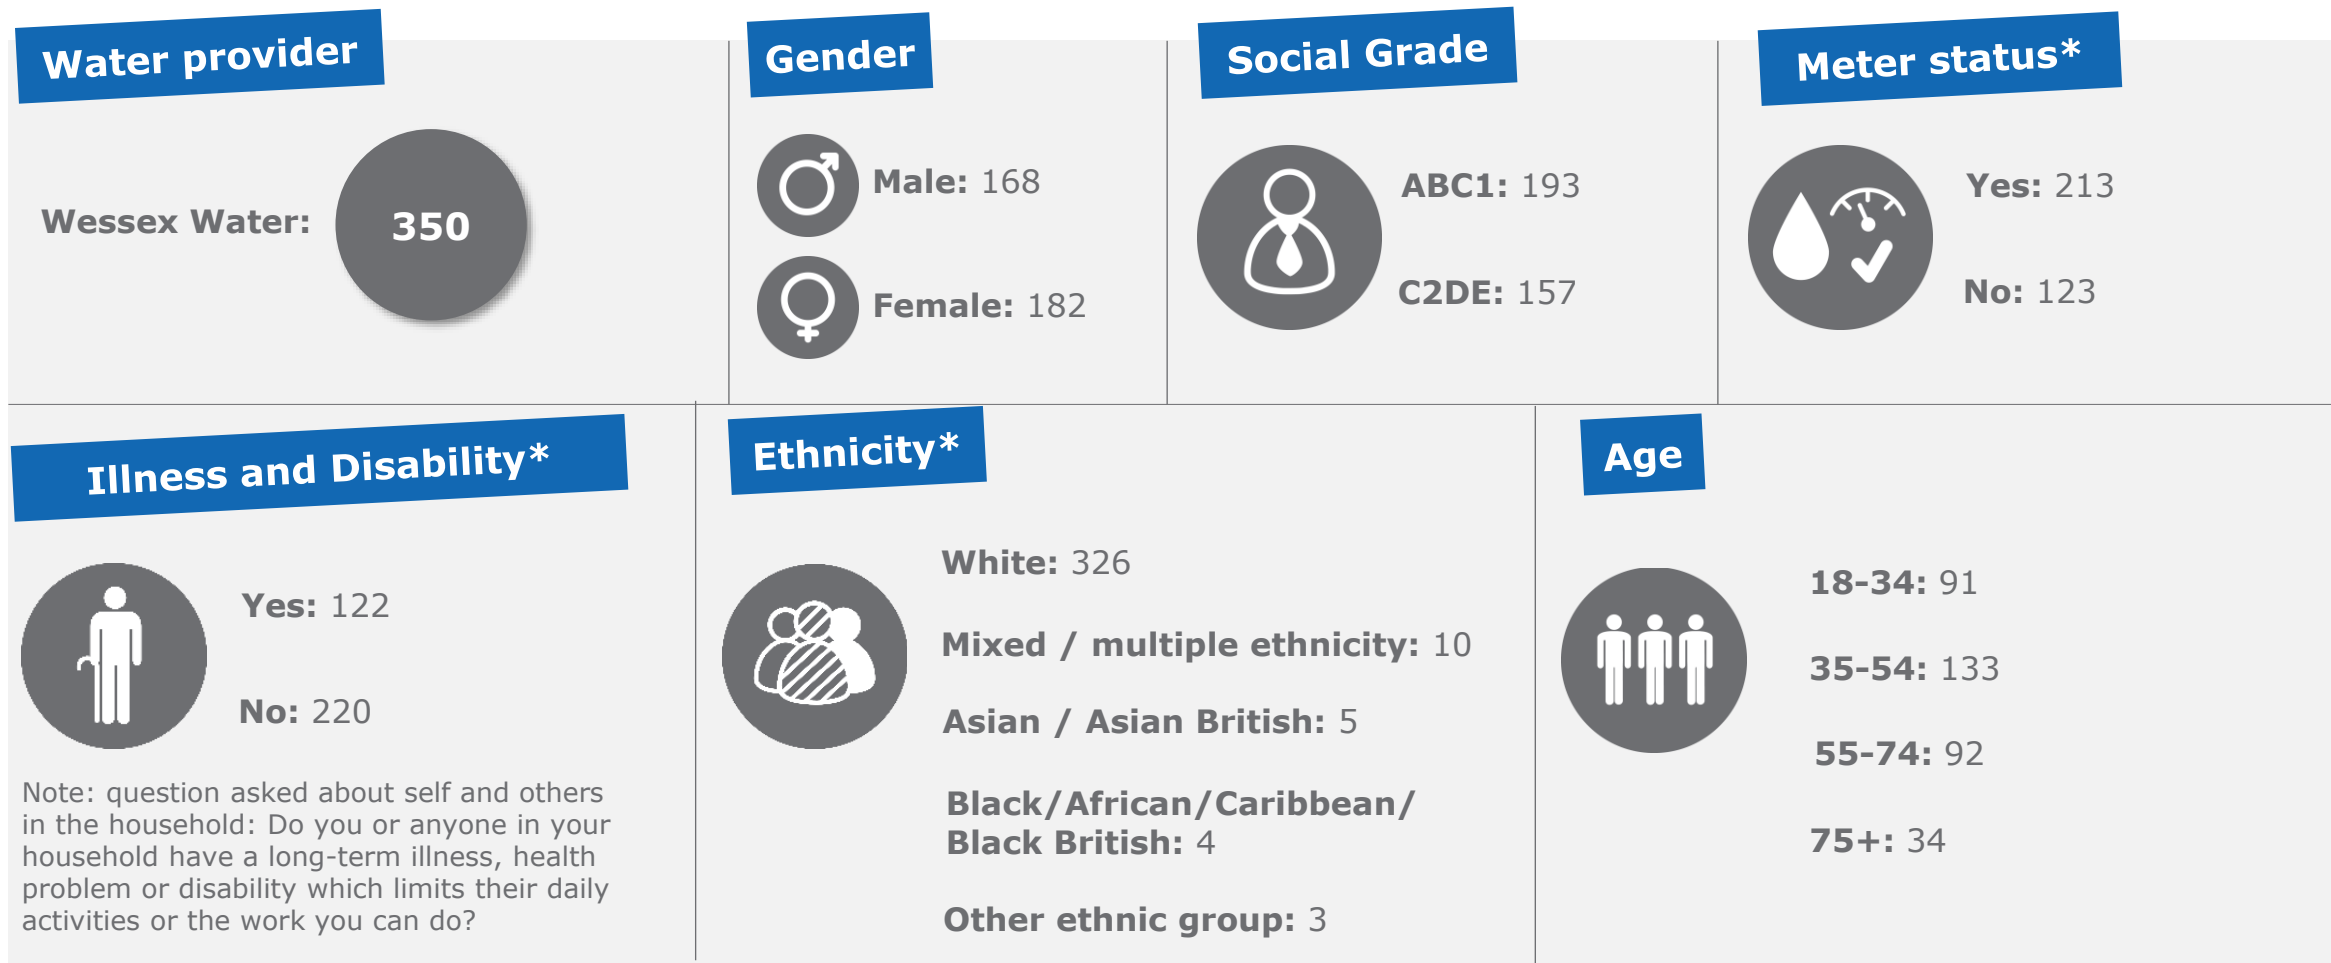 Water provider
Wessex Water: 350
Gender
Male: 168
Female: 182
Social Grade
ABC1: 193
C2DE: 157
Meter status*
Yes: 213
No: 123
Illness and Disability*
Yes: 122
No: 220
Note: question asked about self and others
in the household: Do you or anyone in your
household have a long-term illness, health
problem or disability which limits their daily
activities or the work you can do?
Ethnicity*
White: 326
Mixed / multiple ethnicity: 10
Asian / Asian British: 5
Black/African/Caribbean/
Black British: 4
Other ethnic group: 3
Age
18-34: 91
35-54: 133
55-74: 92
75+: 34